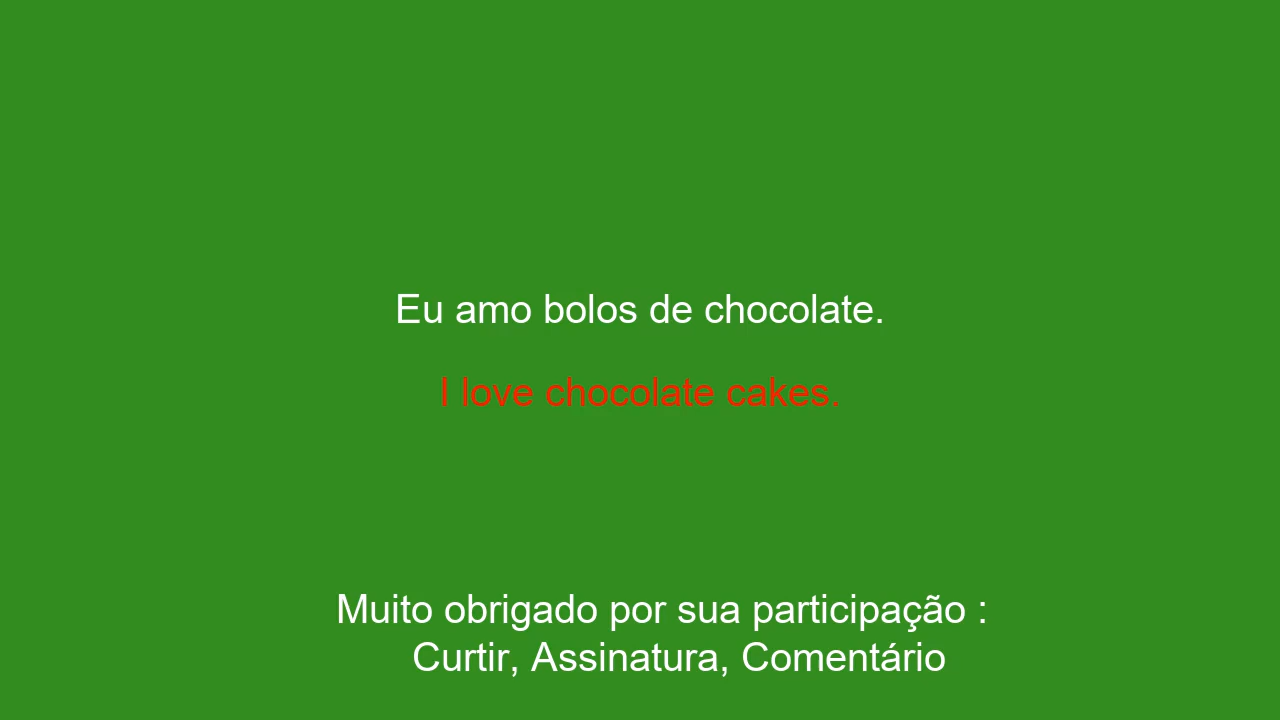 Eu amo bolos de chocolate.
I love chocolate cakes.
Muito obrigado por sua participação :
Curtir, Assinatura, Comentário